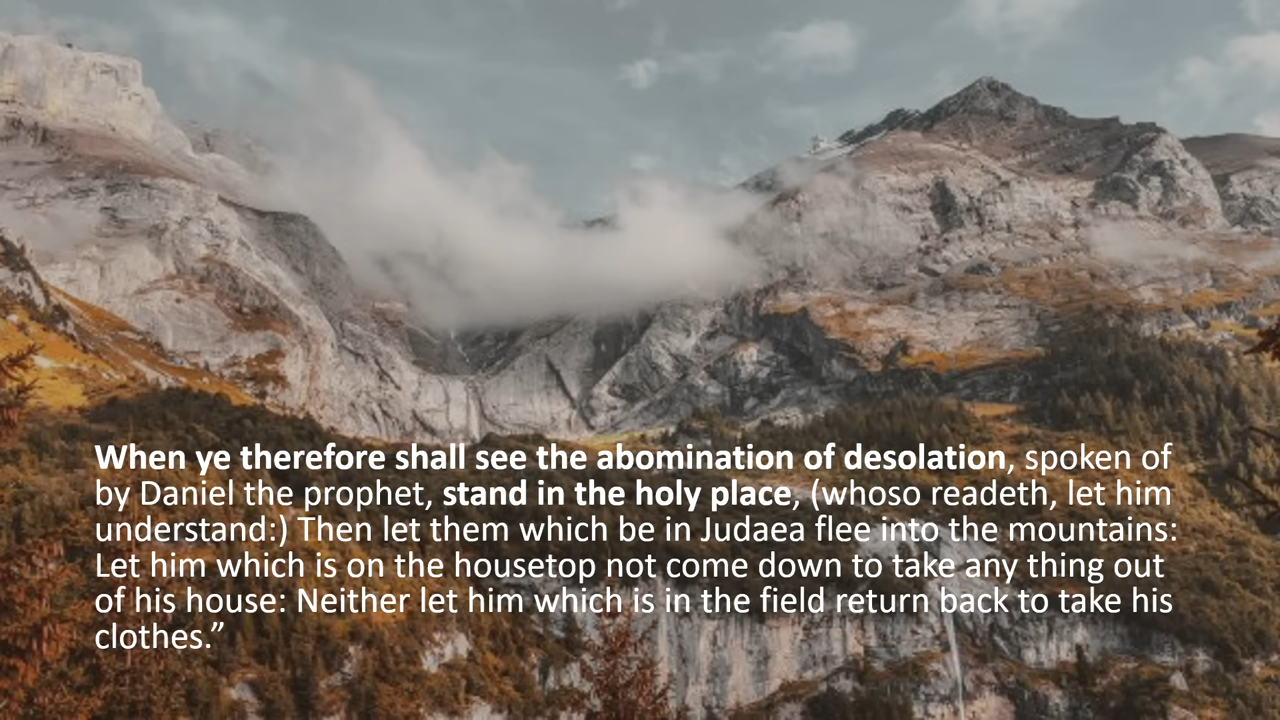 When ye therefore shall see the abomination of desolation, spoken of
by Daniel the prophet, stand in the holy place, (whoso readeth, let him
understand:) Then let them which be in Judaea flee into the mountains:
Let him which is on the housetop not come down to take any thing out
of his house: Neither let him which is in the field return back to take his
clothes.”